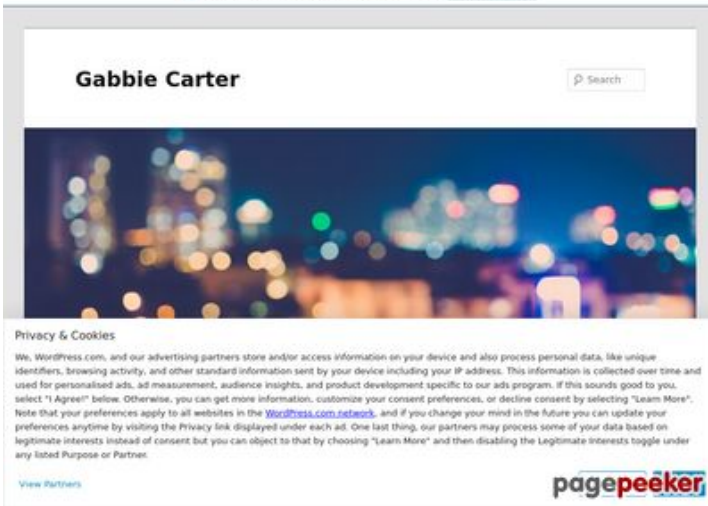 Gabbie Carter
Search
Privacy & Cookies
We, WordPress.com, and our advertising partners store and/or access information on your device and also process personal data, like unique
identifiers, browsing activity, and other standard information sent by your device including your IP address. This information is collected over time and
used for personalised ads, ad measurement, audience insights, and product development specific to our ads program. If this sounds good to you,
select "I Agree!" below. Otherwise, you can get more information, customize your consent preferences, or decline consent by selecting "Learn More".
Note that your preferences apply to all websites in the WordPress.com network, and if you change your mind in the future you can update your
preferences anytime by visiting the Privacy link displayed under each ad. One last thing, our partners may process some of your data based on
legitimate interests instead of consent but you can object to that by choosing "Learn More" and then disabling the Legitimate Interests toggle under
any listed Purpose or Partner.
View Partners
pagepeeker